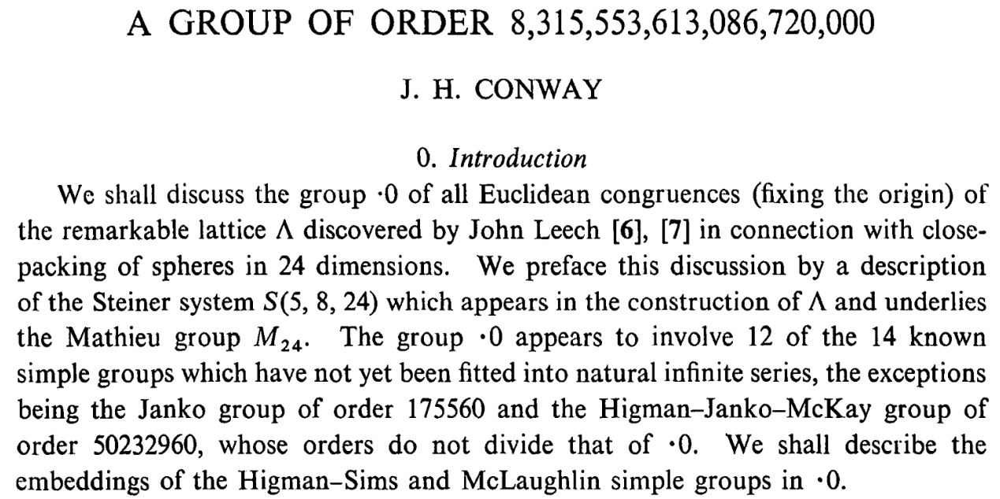 A GROUP OF ORDER 8,315,553,613,086,720,000
J. H. CONWAY
0. Introduction
We shall discuss the group ·0 of all Euclidean congruences (fixing the origin) of
the remarkable lattice Λ discovered by John Leech [6], [7] in connection with close-
packing of spheres in 24 dimensions. We preface this discussion by a description
of the Steiner system S(5, 8, 24) which appears in the construction of Λ and underlies
the Mathieu group M₂₄. The group ·0 appears to involve 12 of the 14 known
simple groups which have not yet been fitted into natural infinite series, the exceptions
being the Janko group of order 175560 and the Higman–Janko–McKay group of
order 50232960, whose orders do not divide that of ·0. We shall describe the
embeddings of the Higman–Sims and McLaughlin simple groups in ·0.